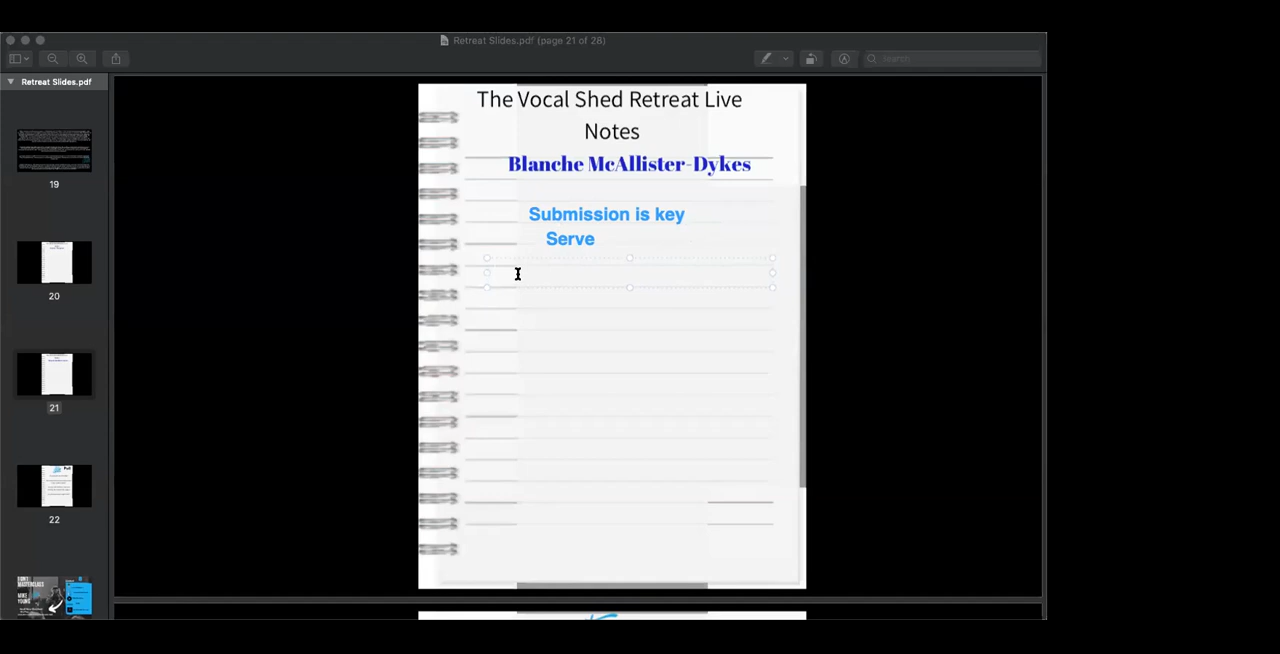 Retreat Slides.pdf (page 21 of 28)
Search
Retreat Slides.pdf
19
20
21
22
The Vocal Shed Retreat Live
Notes
Blanche McAllister-Dykes
Submission is key
Serve